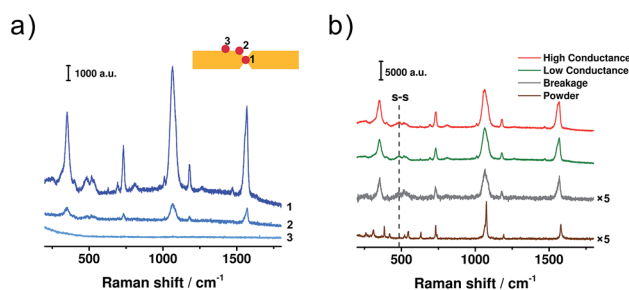 a)
3
2
1
1000 a.u.
1
2
3
500 1000 1500
Raman shift / cm-1
b)
High Conductance
Low Conductance
Breakage
Powder
5000 a.u.
s-s
×5
×5
500 1000 1500
Raman shift / cm-1